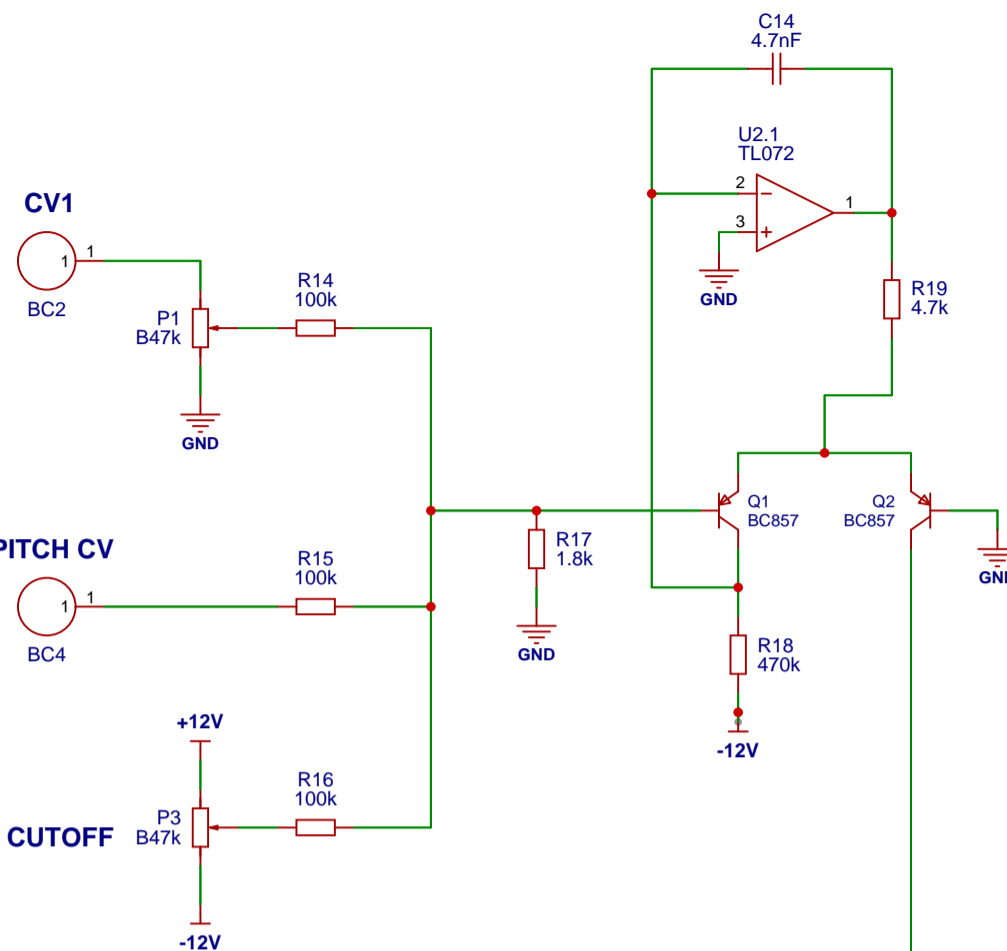 C14
4.7nF
U2.1
TL072
2
3
1
GND
CV1
1
1
BC2
P1
B47k
R14
100k
GND
R19
4.7k
Q1
BC857
Q2
BC857
GND
R17
1.8k
GND
PITCH CV
1
1
BC4
R15
100k
R18
470k
-12V
+12V
CUTOFF
P3
B47k
R16
100k
-12V